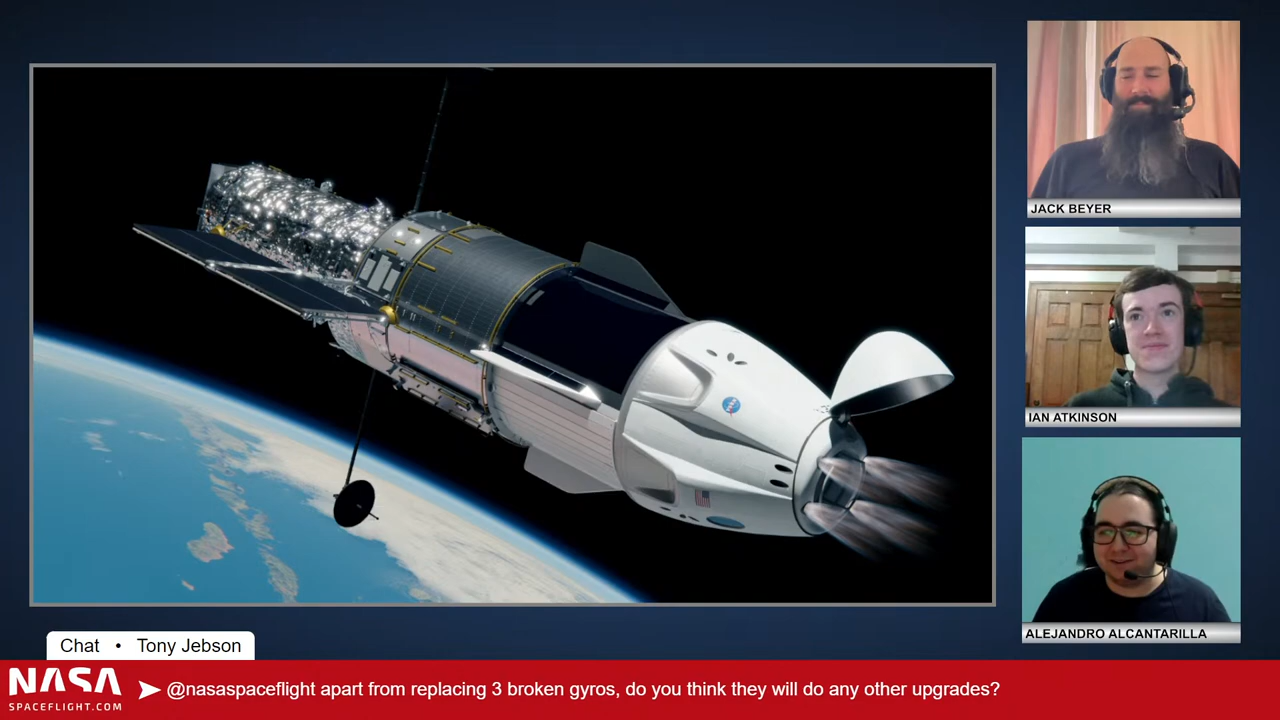 JACK BEYER
IAN ATKINSON
ALEJANDRO ALCANTARILLA
Chat • Tony Jebson
NASA
SPACEFLIGHT.COM
@nasaspaceflight apart from replacing 3 broken gyros, do you think they will do any other upgrades?